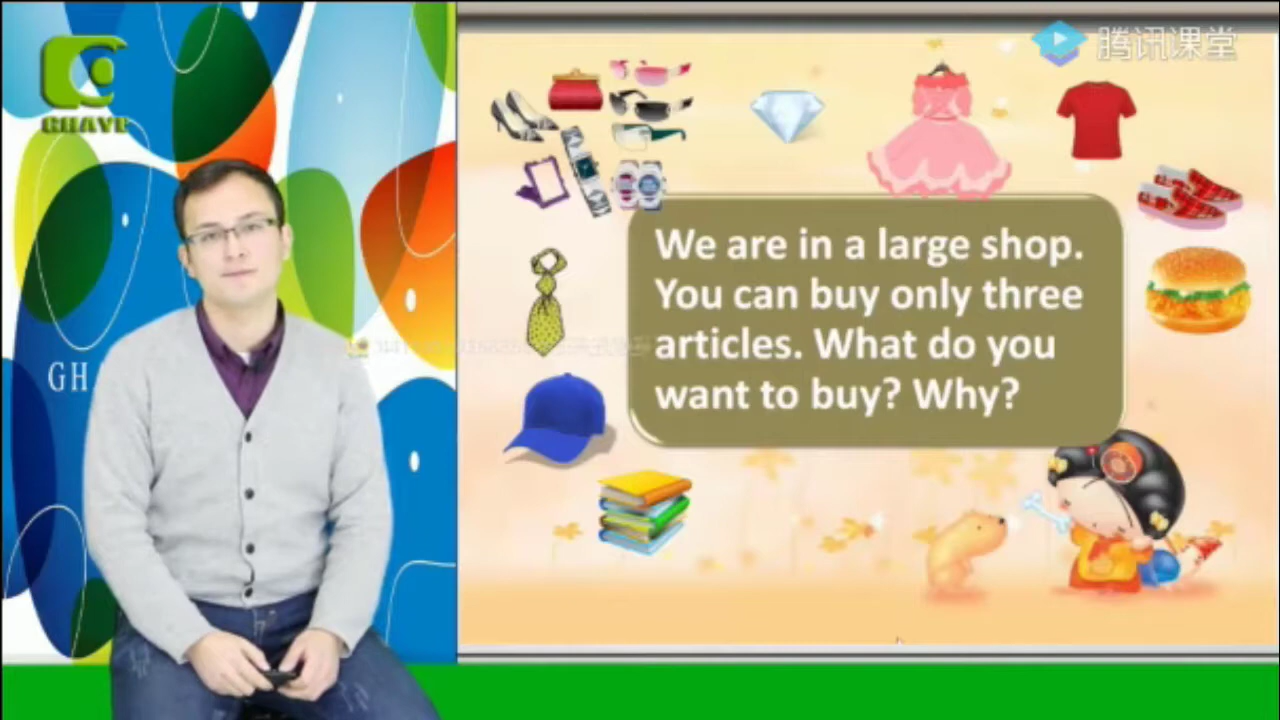 腾讯课堂
We are in a large shop.
You can buy only three
articles. What do you
want to buy? Why?